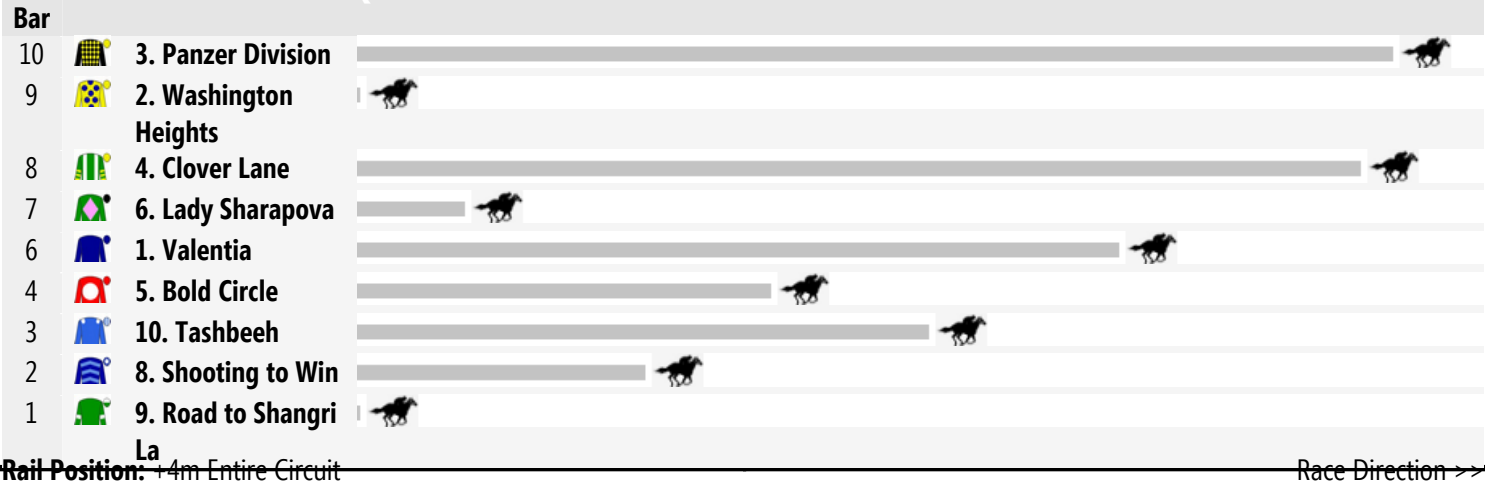 Bar
10 3. Panzer Division
9 2. Washington
Heights
8 4. Clover Lane
7 6. Lady Sharapova
6 1. Valentia
4 5. Bold Circle
3 10. Tashbeeh
2 8. Shooting to Win
1 9. Road to Shangri
La
Rail Position: +4m Entire Circuit Race Direction >>